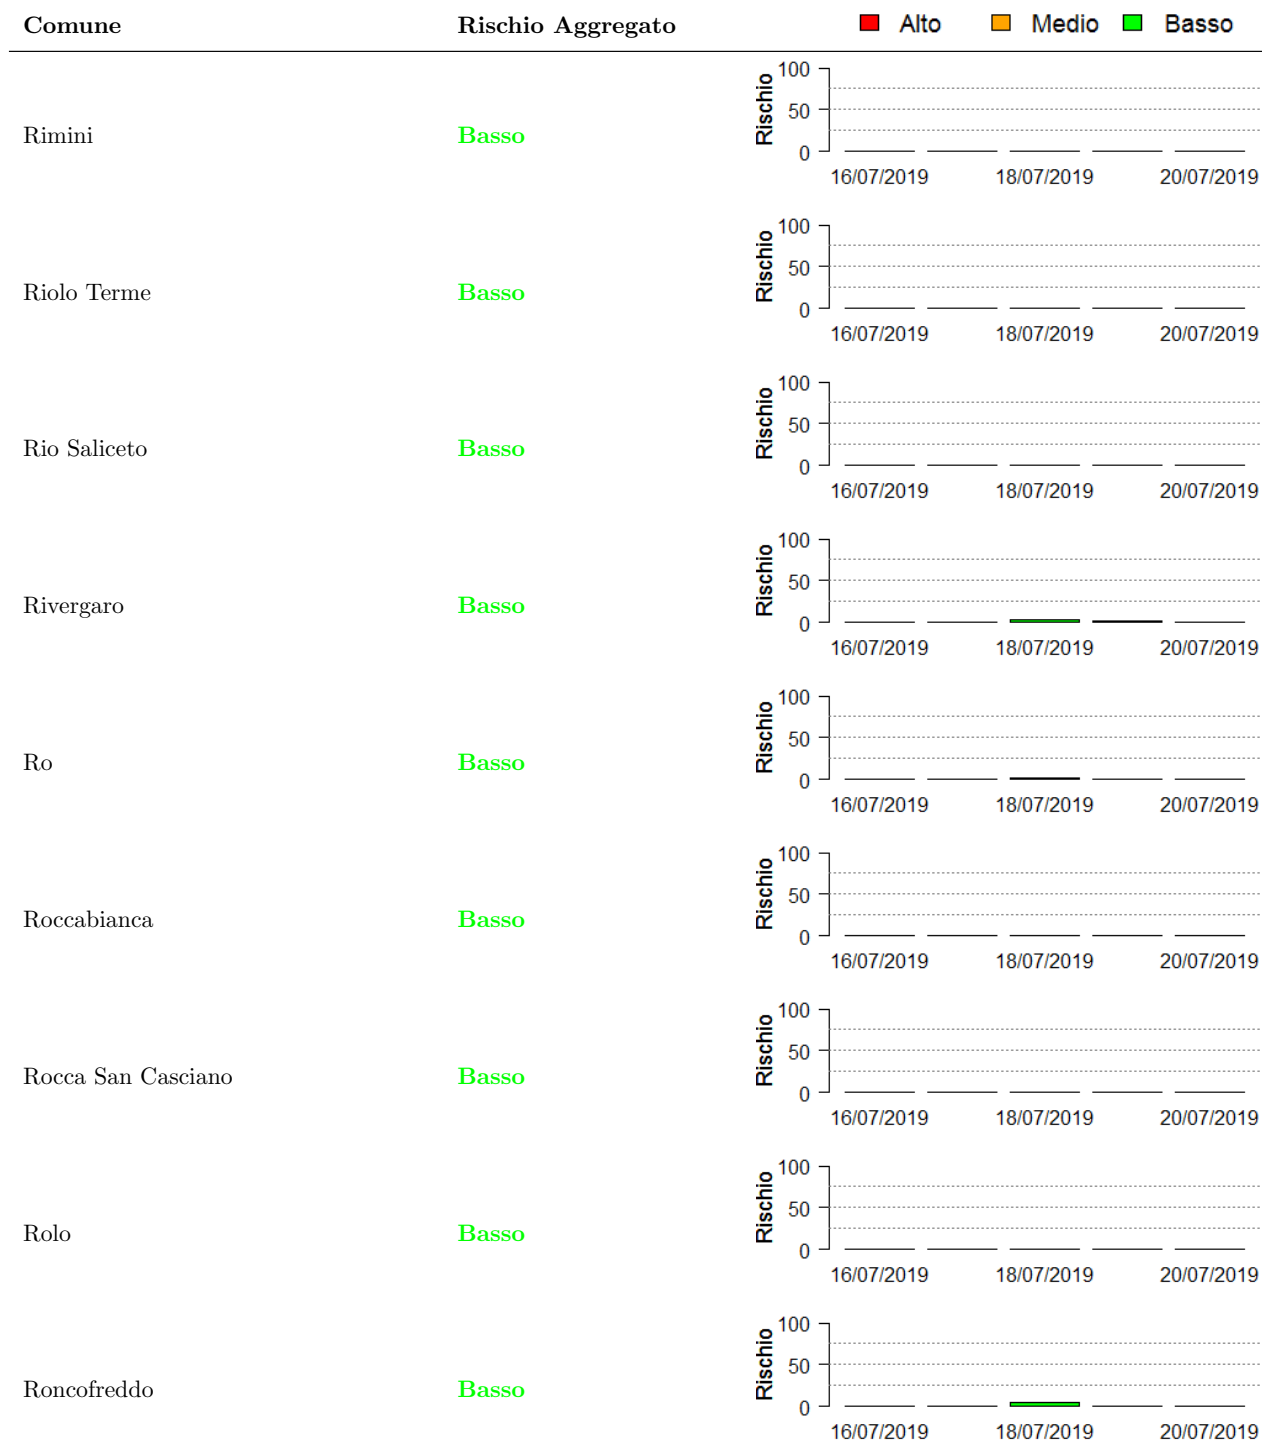 Comune Rischio Aggregato Alto Medio Basso
100
50
0
Rischio
Rimini Basso
16/07/2019 18/07/2019 20/07/2019
100
50
0
Rischio
Riolo Terme Basso
16/07/2019 18/07/2019 20/07/2019
100
50
0
Rischio
Rio Saliceto Basso
16/07/2019 18/07/2019 20/07/2019
100
50
0
Rischio
Rivergaro Basso
16/07/2019 18/07/2019 20/07/2019
100
50
0
Rischio
Ro Basso
16/07/2019 18/07/2019 20/07/2019
100
50
0
Rischio
Roccabianca Basso
16/07/2019 18/07/2019 20/07/2019
100
50
0
Rischio
Rocca San Casciano Basso
16/07/2019 18/07/2019 20/07/2019
100
50
0
Rischio
Rolo Basso
16/07/2019 18/07/2019 20/07/2019
100
50
0
Rischio
Roncofreddo Basso
16/07/2019 18/07/2019 20/07/2019